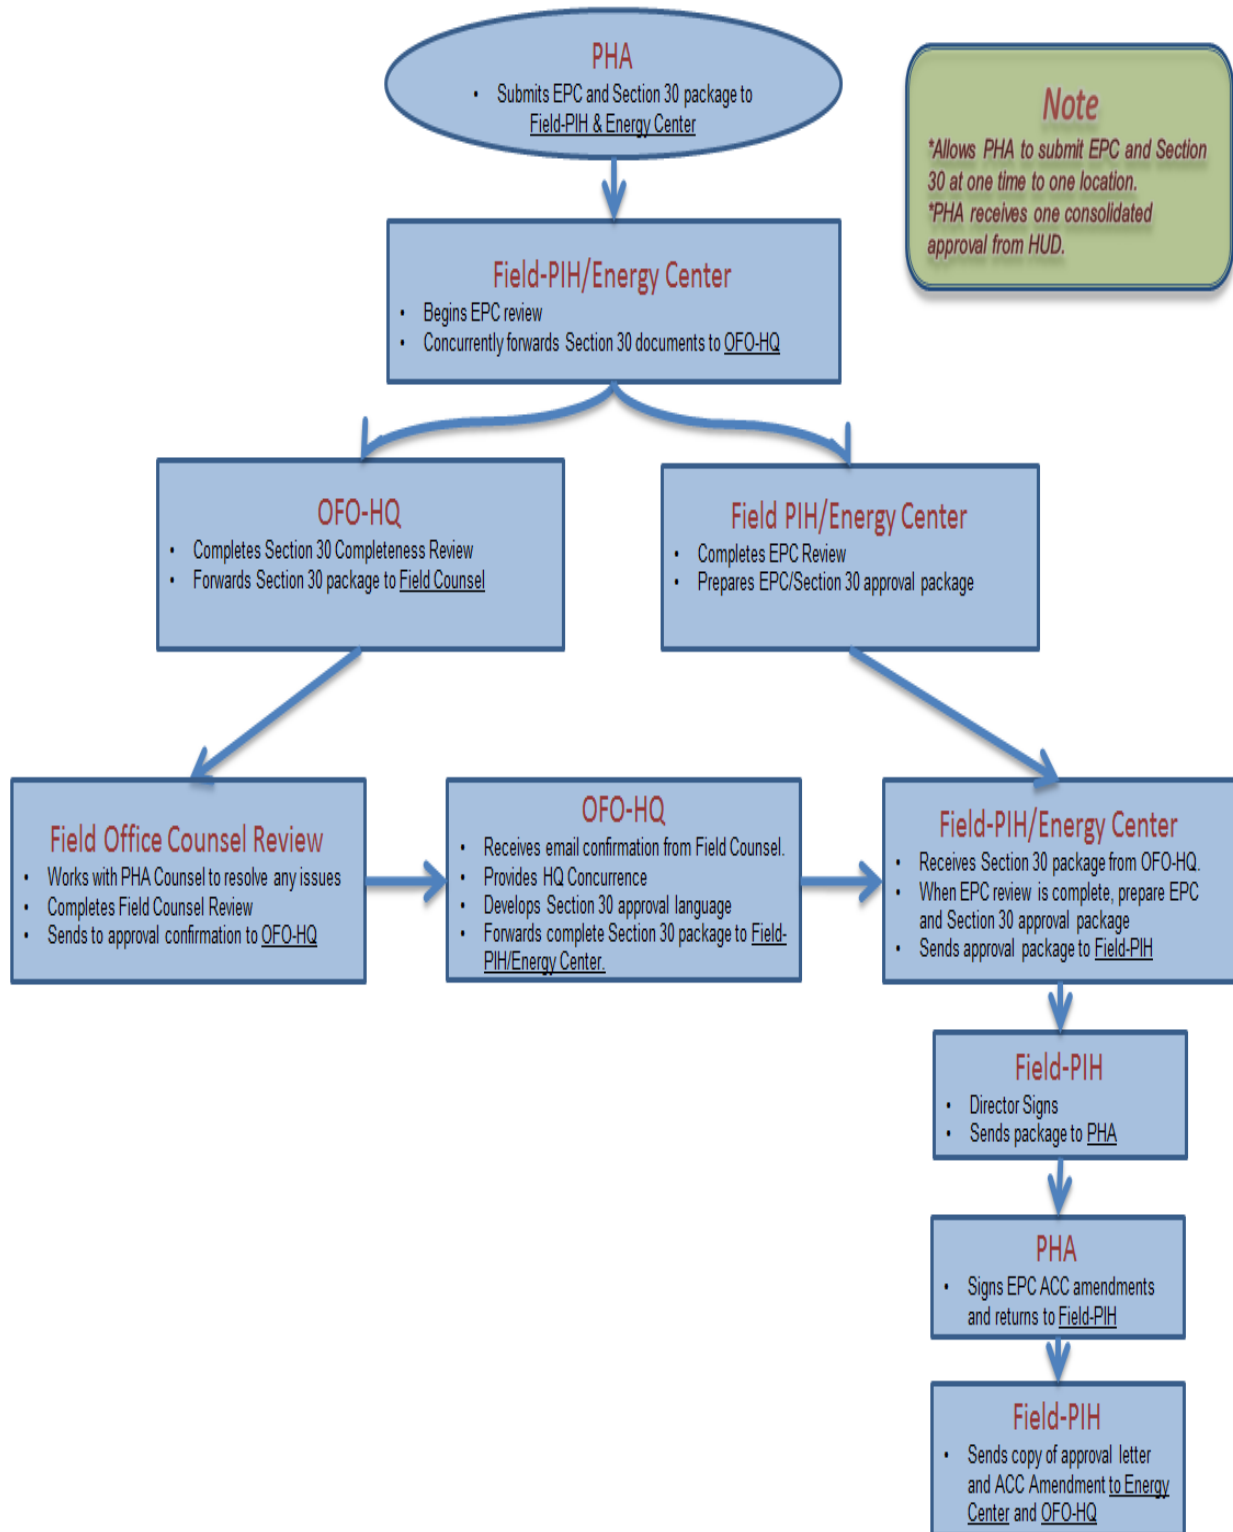 PHA
• Submits EPC and Section 30 package to
Field-PIH & Energy Center
Note
*Allows PHA to submit EPC and Section
30 at one time to one location.
*PHA receives one consolidated
approval from HUD.
Field-PIH/Energy Center
• Begins EPC review
• Concurrently forwards Section 30 documents to OFO-HQ
OFO-HQ
• Completes Section 30 Completeness Review
• Forwards Section 30 package to Field Counsel
Field PIH/Energy Center
• Completes EPC Review
• Prepares EPC/Section 30 approval package
Field Office Counsel Review
• Works with PHA Counsel to resolve any issues
• Completes Field Counsel Review
• Sends to approval confirmation to OFO-HQ
OFO-HQ
• Receives email confirmation from Field Counsel.
• Provides HQ Concurrence
• Develops Section 30 approval language
• Forwards complete Section 30 package to Field-
PIH/Energy Center.
Field-PIH/Energy Center
• Receives Section 30 package from OFO-HQ.
• When EPC review is complete, prepare EPC
and Section 30 approval package
• Sends approval package to Field-PIH
Field-PIH
• Director Signs
• Sends package to PHA
PHA
• Signs EPC ACC amendments
and returns to Field-PIH
Field-PIH
• Sends copy of approval letter
and ACC Amendment to Energy
Center and OFO-HQ